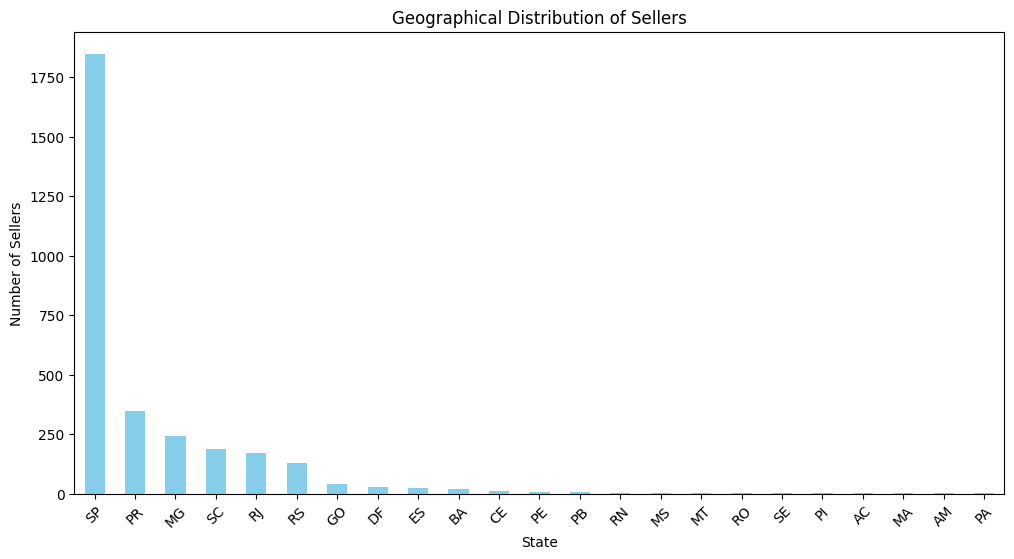 Geographical Distribution of Sellers
Number of Sellers
1750
1500
1250
1000
750
500
250
0
SP PR MG SC RJ RS GO DF ES BA CE PE PB RN MS MT RO SE PI AC MA AM PA
State